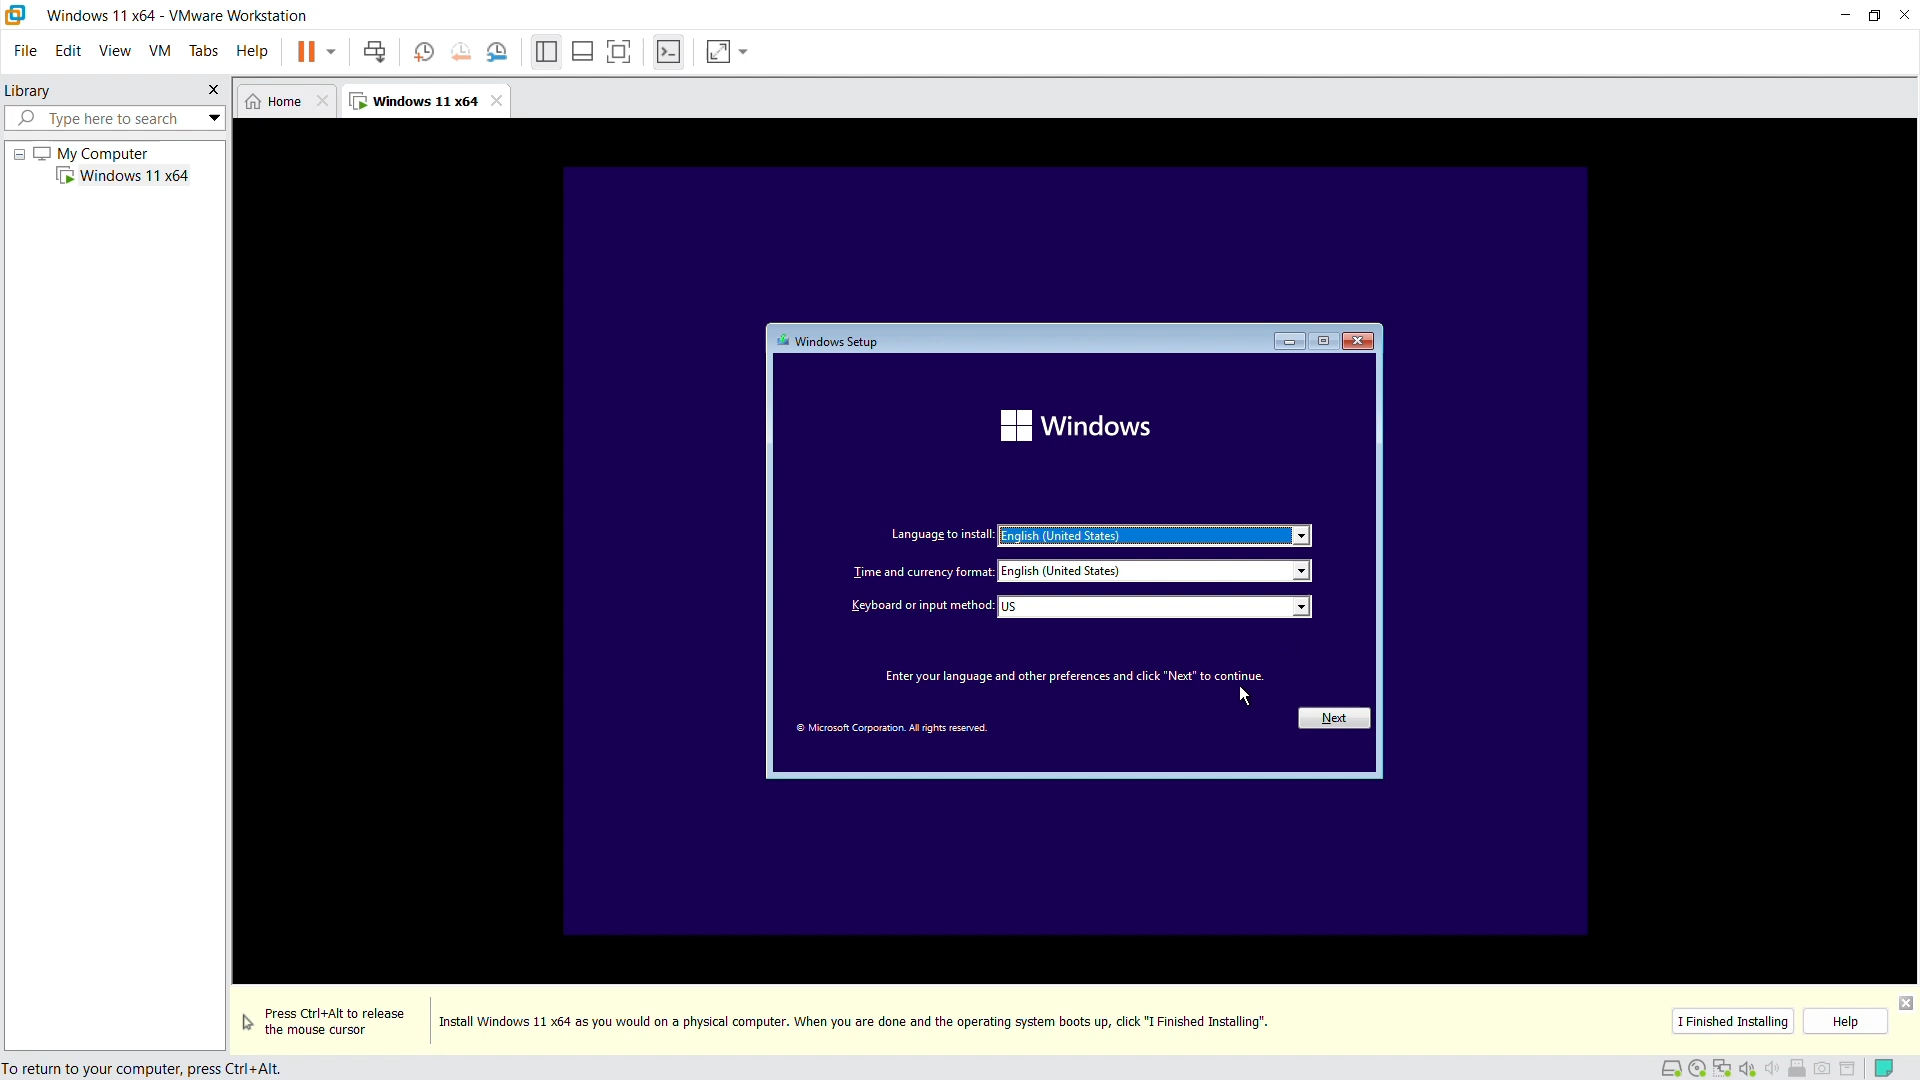 Windows 11 x64 - VMware Workstation
File Edit View VM Tabs Help
Library
Type here to search
My Computer
Windows 11 x64
Home
Windows 11 x64
Windows Setup
Windows
Language to install: English (United States)
Time and currency format: English (United States)
Keyboard or input method: US
Enter your language and other preferences and click "Next" to continue.
Next
© Microsoft Corporation. All rights reserved.
Press Ctrl+Alt to release
the mouse cursor
Install Windows 11 x64 as you would on a physical computer. When you are done and the operating system boots up, click "I Finished Installing".
I Finished Installing
Help
To return to your computer, press Ctrl+Alt.